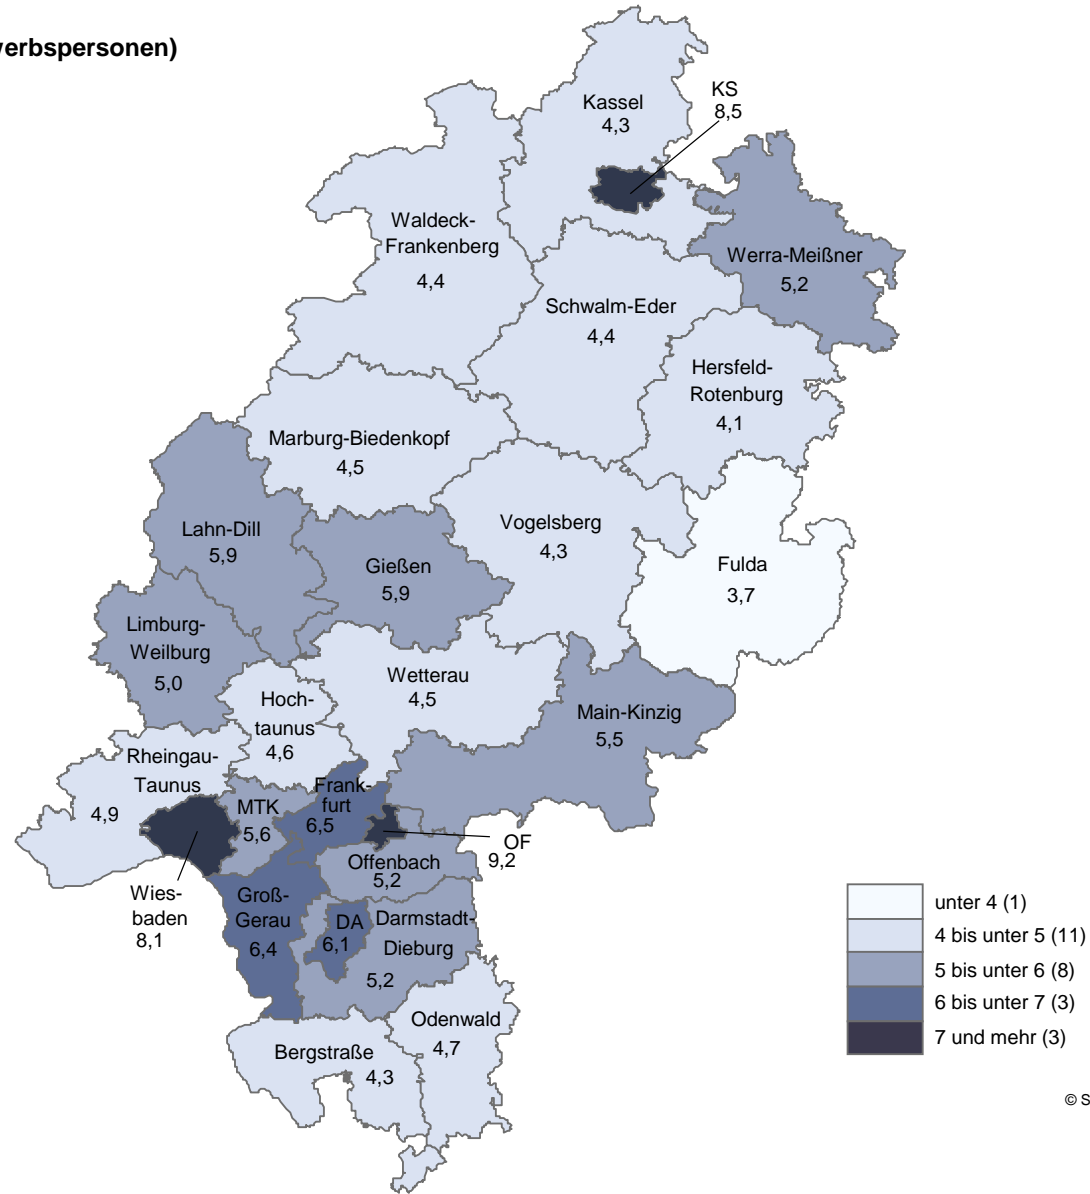 verbspersonen)
Kassel
4,3
KS
8,5
Waldeck-
Frankenberg
4,4
Werra-Meißner
5,2
Schwalm-Eder
4,4
Hersfeld-
Rotenburg
4,1
Marburg-Biedenkopf
4,5
Lahn-Dill
5,9
Gießen
5,9
Vogelsberg
4,3
Fulda
3,7
Limburg-
Weilburg
5,0
Wetterau
4,5
Hoch-
taunus
4,6
Main-Kinzig
5,5
Rheingau-
Taunus
4,9
MTK
5,6
Frank-
furt
6,5
OF
9,2
Offenbach
5,2
Wies-
baden
8,1
Groß-
Gerau
6,4
DA
6,1
Darmstadt-
Dieburg
5,2
Odenwald
4,7
Bergstraße
4,3
unter 4 (1)
4 bis unter 5 (11)
5 bis unter 6 (8)
6 bis unter 7 (3)
7 und mehr (3)
© S